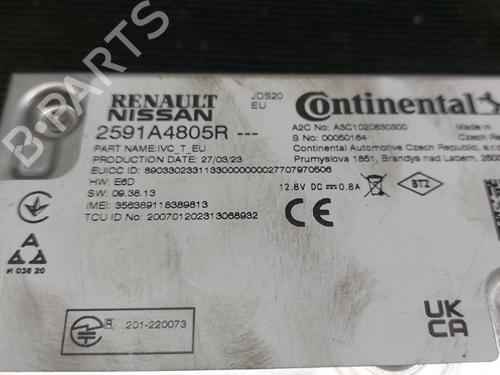 RENAULT
NISSAN
JDS20
EU
2591A4805R ---
PART NAME:IVC_T_EU
PRODUCTION DATE: 27/03/23
EUICC ID: 89033023311330000000027707970506
HW: E6D
SW: 09.38.13
IMEI: 356389118389813
TCU ID No: 200701202313068932
Continental
A2C No: A3C1020830300
Made in
S No: 00050164
Czech Re
Continental Automotive Czech Republic,
Prumyslova 1851, Brandys nad Labem, 2500
12.8V DC 0.8A
BTZ
CE
И 036 20
R 201-220073
UK
CA
B-PARTS